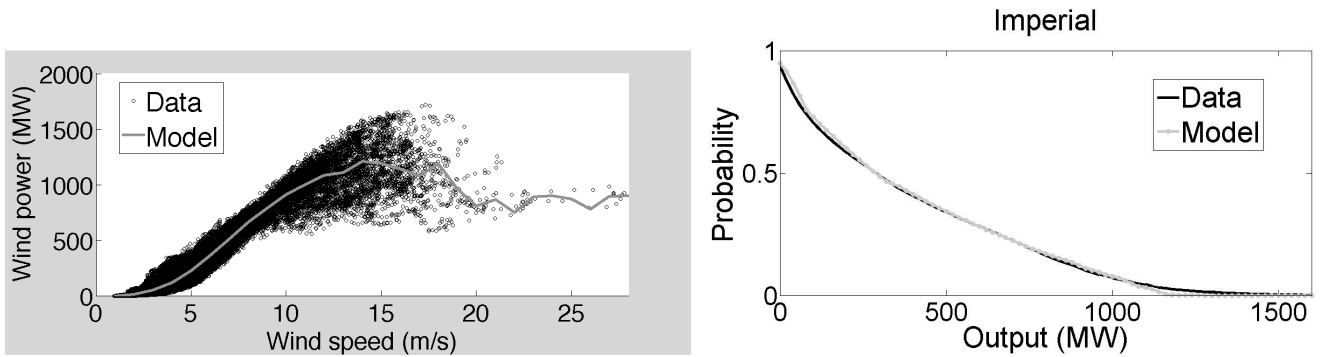 2000
1500
1000
500
0
Wind power (MW)
Data
Model
0
5
10
15
20
25
Wind speed (m/s)
Imperial
1
0.5
0
Probability
Data
Model
0
500
1000
1500
Output (MW)